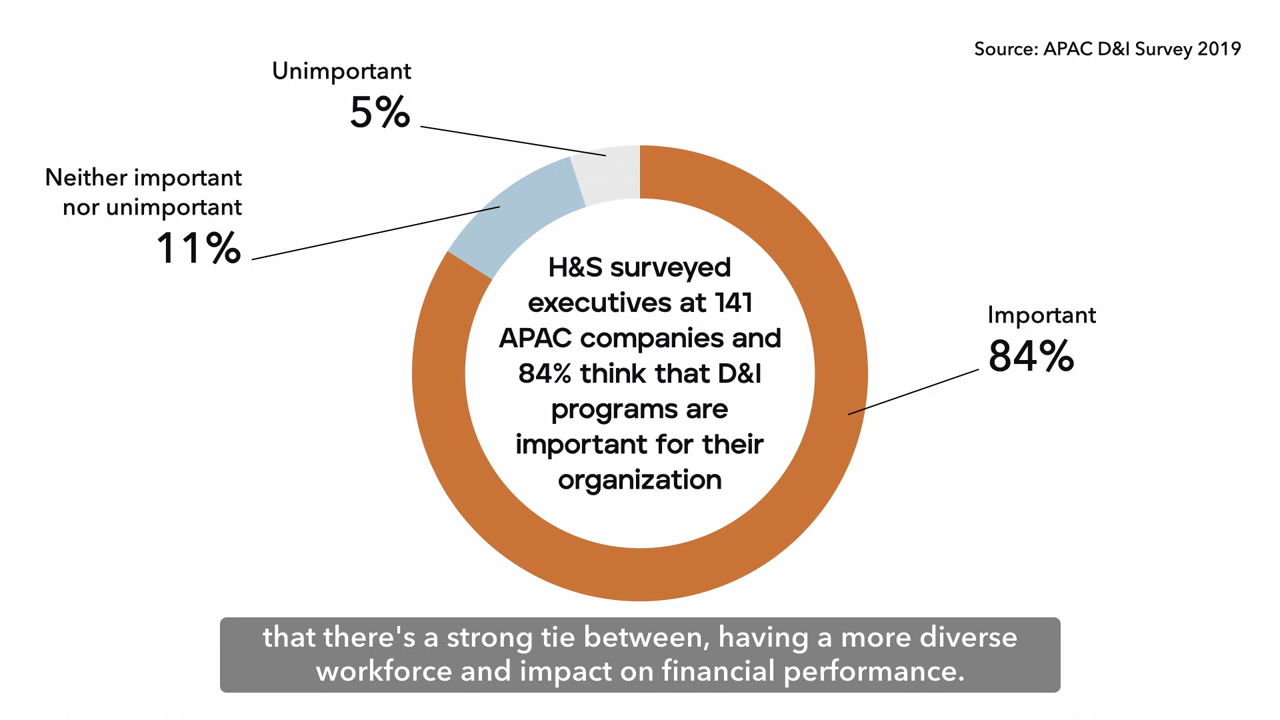 Source: APAC D&I Survey 2019
Unimportant
5%
Neither important
nor unimportant
11%
H&S surveyed
executives at 141
APAC companies and
84% think that D&I
programs are
important for their
organization
Important
84%
that there's a strong tie between, having a more diverse
workforce and impact on financial performance.